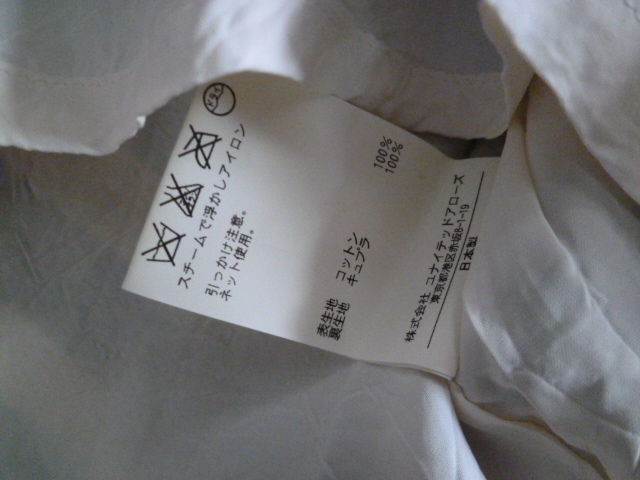 ドライ
スチームで浮かしアイロン
引っかけ注意。
ネット使用。
表生地 コットン 100%
裏生地 キュプラ 100%
株式会社 ユナイテッドアローズ
東京都港区赤坂8-1-19
日本製